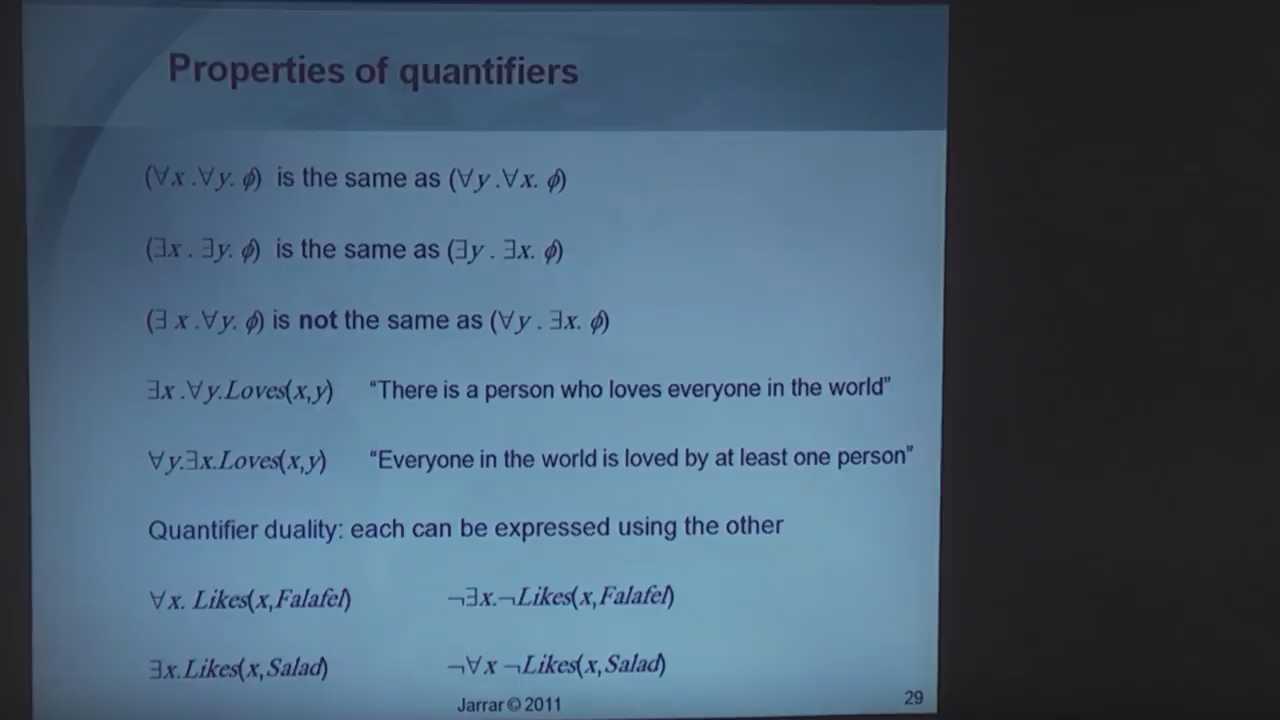 Properties of quantifiers
(∀x .∀y. ϕ) is the same as (∀y .∀x. ϕ)
(∃x . ∃y. ϕ) is the same as (∃y . ∃x. ϕ)
(∃ x .∀y. ϕ) is not the same as (∀y . ∃x. ϕ)
∃x .∀y.Loves(x,y) “There is a person who loves everyone in the world”
∀y.∃x.Loves(x,y) “Everyone in the world is loved by at least one person”
Quantifier duality: each can be expressed using the other
∀x. Likes(x,Falafel) ¬∃x.¬Likes(x,Falafel)
∃x.Likes(x,Salad) ¬∀x ¬Likes(x,Salad)
Jarrar © 2011
29